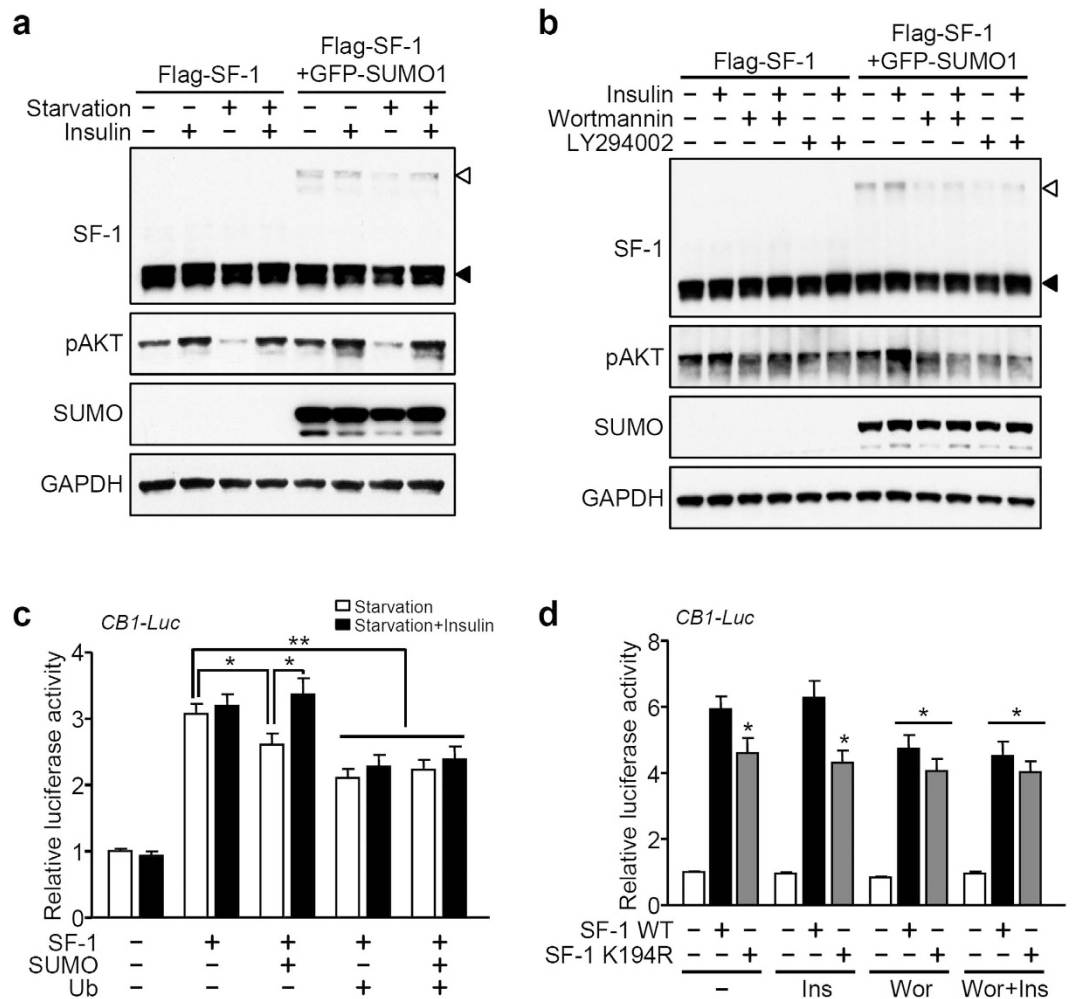 a
Flag-SF-1
Flag-SF-1
+GFP-SUMO1
Starvation – – + + – – + +
Insulin – + – + – + – +
SF-1
pAKT
SUMO
GAPDH
b
Flag-SF-1
Flag-SF-1
+GFP-SUMO1
Insulin – + – + – + – + – + – +
Wortmannin – – + + – – – – + + – –
LY294002 – – – – + + – – – – + +
SF-1
pAKT
SUMO
GAPDH
c
CB1-Luc
Starvation
Starvation+Insulin
**
* *
Relative luciferase activity
4
3
2
1
0
SF-1 – + + + +
SUMO – – + – +
Ub – – – + +
d
CB1-Luc
Relative luciferase activity
8
6
4
2
0
* * * *
SF-1 WT – + – – + – – + – – + –
SF-1 K194R – – + – – + – – + – – +
– Ins Wor Wor+Ins